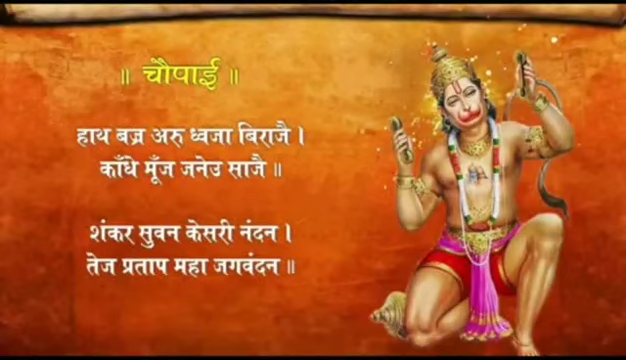 ॥ चौपाई ॥
हाथ बज्र अरु ध्वजा बिराजै ।
काँधे मूँज जनेउ साजै ॥
शंकर सुवन केसरी नंदन ।
तेज प्रताप महा जगवंदन ॥